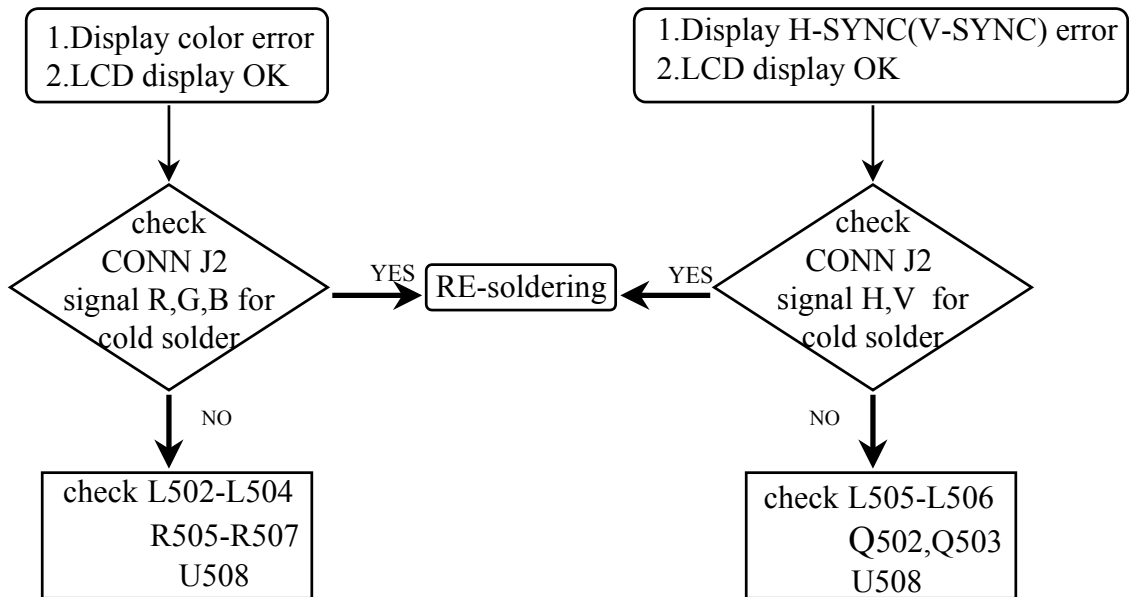 1.Display color error
2.LCD display OK
check
CONN J2
signal R,G,B for
cold solder
YES
NO
check L502-L504
R505-R507
U508
RE-soldering
1.Display H-SYNC(V-SYNC) error
2.LCD display OK
check
CONN J2
signal H,V for
cold solder
YES
NO
check L505-L506
Q502,Q503
U508